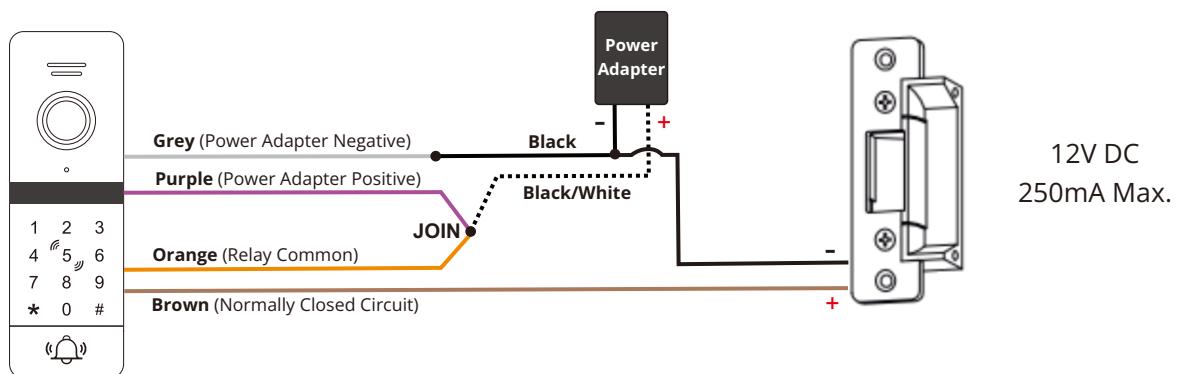 Power
Adapter
- +
Grey (Power Adapter Negative)
Black
Purple (Power Adapter Positive)
Black/White
JOIN
Orange (Relay Common)
Brown (Normally Closed Circuit)
-
+
1 2 3
4 5 6
7 8 9
* 0 #
12V DC
250mA Max.